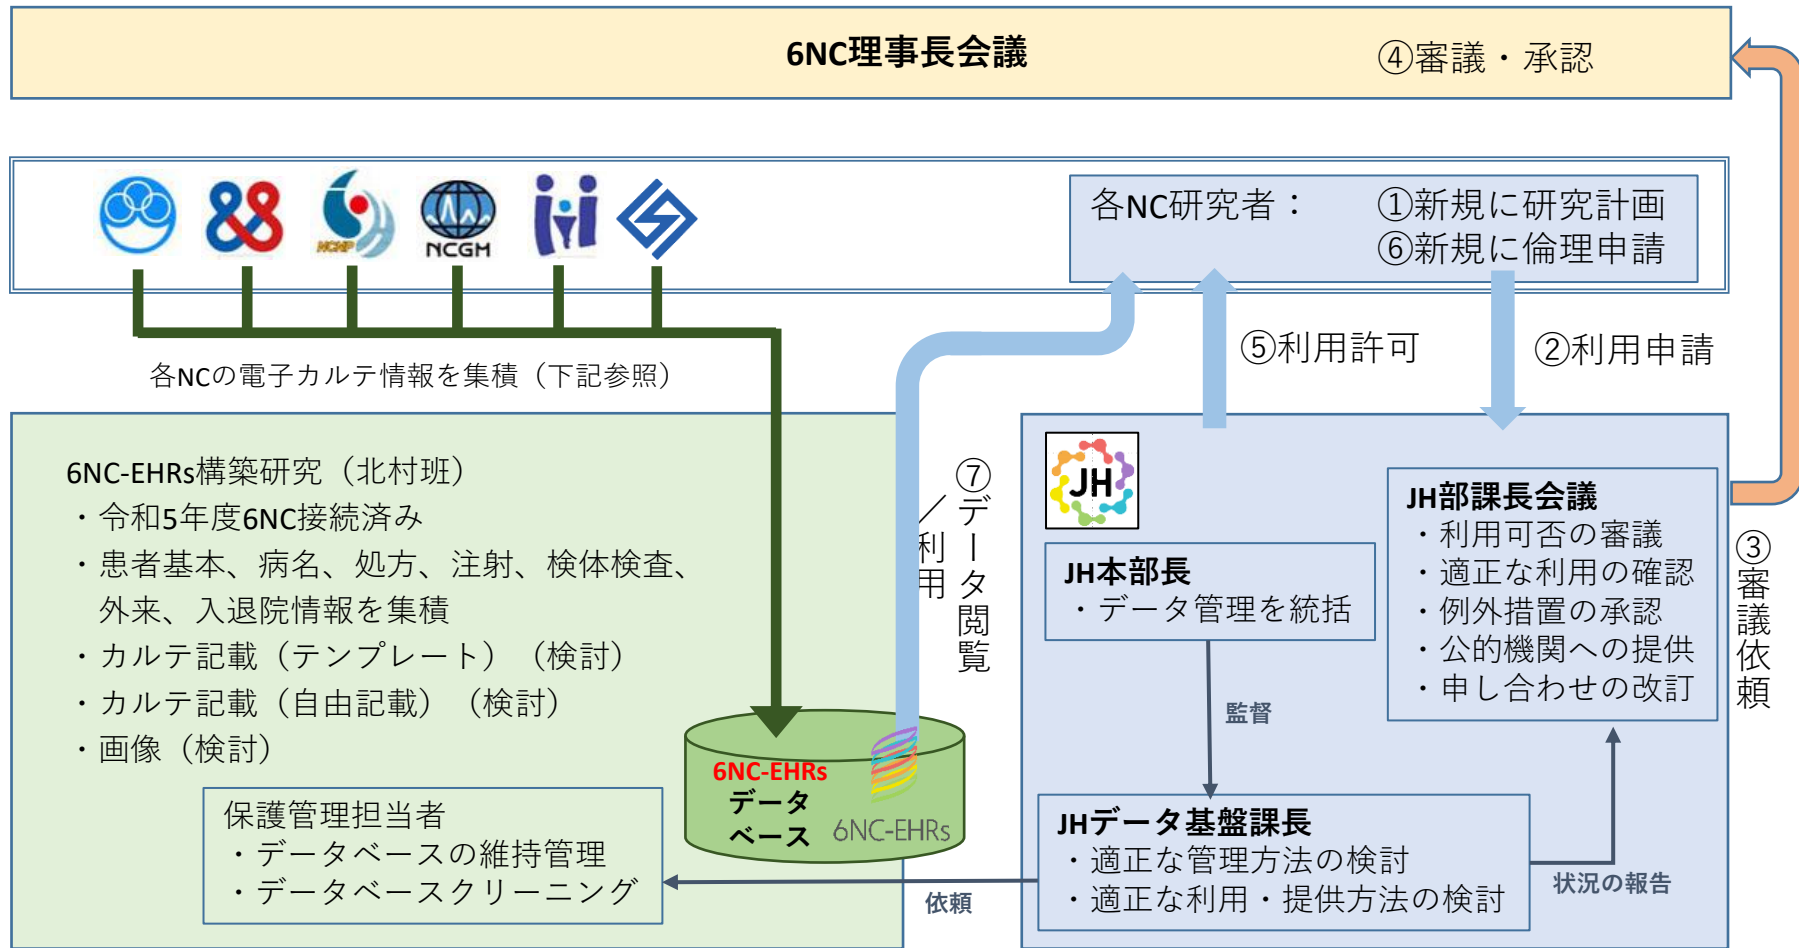 6NC理事長会議
④審議・承認
NCNP
NCGM
各NC研究者：
①新規に研究計画
⑥新規に倫理申請
⑤利用許可
②利用申請
各NCの電子カルテ情報を集積（下記参照）
6NC-EHRs構築研究（北村班）
・令和5年度6NC接続済み
・患者基本、病名、処方、注射、検体検査、
外来、入退院情報を集積
・カルテ記載（テンプレート）（検討）
・カルテ記載（自由記載）（検討）
・画像（検討）
6NC-EHRs
データ
ベース
6NC-EHRs
保護管理担当者
・データベースの維持管理
・データベースクリーニング
⑦データ閲覧
／利用
JH
JH本部長
・データ管理を統括
JH部課長会議
・利用可否の審議
・適正な利用の確認
・例外措置の承認
・公的機関への提供
・申し合わせの改訂
③審議依頼
監督
JHデータ基盤課長
・適正な管理方法の検討
・適正な利用・提供方法の検討
状況の報告
依頼